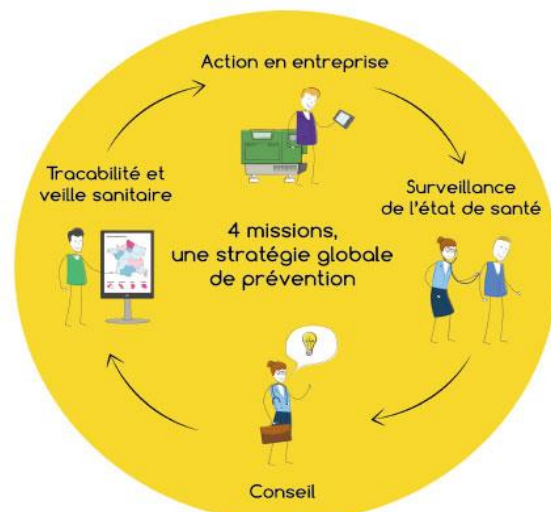 Action en entreprise
Tracabilité et
veille sanitaire
Surveillance
de l'état de santé
4 missions,
une stratégie globale
de prévention
Conseil